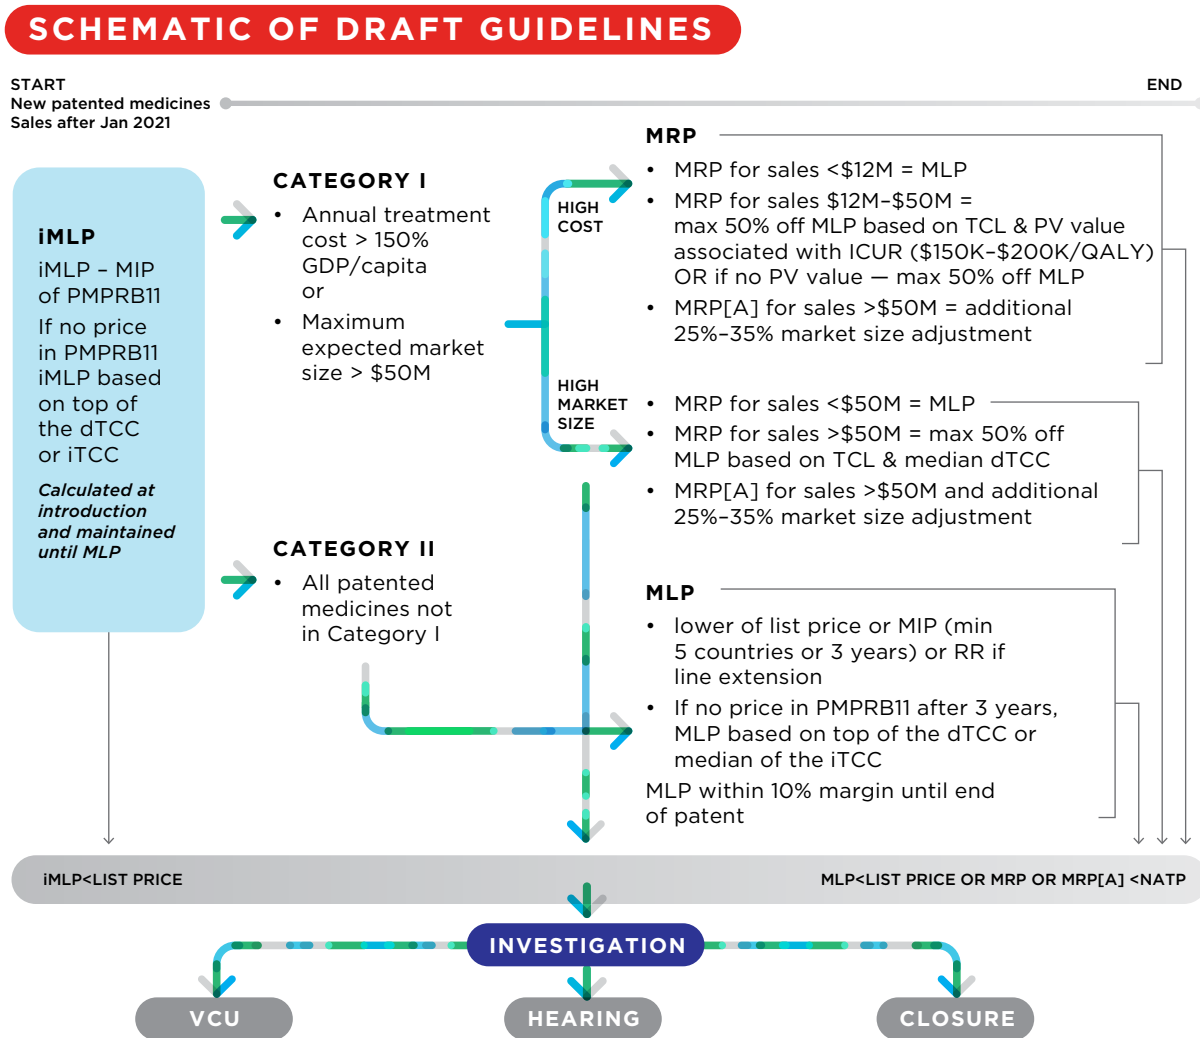 SCHEMATIC OF DRAFT GUIDELINES
START
New patented medicines
Sales after Jan 2021
END
iMLP
iMLP – MIP
of PMPRB11
If no price
in PMPRB11
iMLP based
on top of
the dTCC
or iTCC
Calculated at
introduction
and maintained
until MLP
CATEGORY I
• Annual treatment
cost > 150%
GDP/capita
or
• Maximum
expected market
size > $50M
CATEGORY II
• All patented
medicines not
in Category I
HIGH
COST
HIGH
MARKET
SIZE
MRP
• MRP for sales <$12M = MLP
• MRP for sales $12M–$50M =
max 50% off MLP based on TCL & PV value
associated with ICUR ($150K–$200K/QALY)
OR if no PV value — max 50% off MLP
• MRP[A] for sales >$50M = additional
25%–35% market size adjustment
• MRP for sales <$50M = MLP
• MRP for sales >$50M = max 50% off
MLP based on TCL & median dTCC
• MRP[A] for sales >$50M and additional
25%–35% market size adjustment
MLP
• lower of list price or MIP (min
5 countries or 3 years) or RR if
line extension
• If no price in PMPRB11 after 3 years,
MLP based on top of the dTCC or
median of the iTCC
MLP within 10% margin until end
of patent
iMLP<LIST PRICE
MLP<LIST PRICE OR MRP OR MRP[A] <NATP
INVESTIGATION
VCU
HEARING
CLOSURE